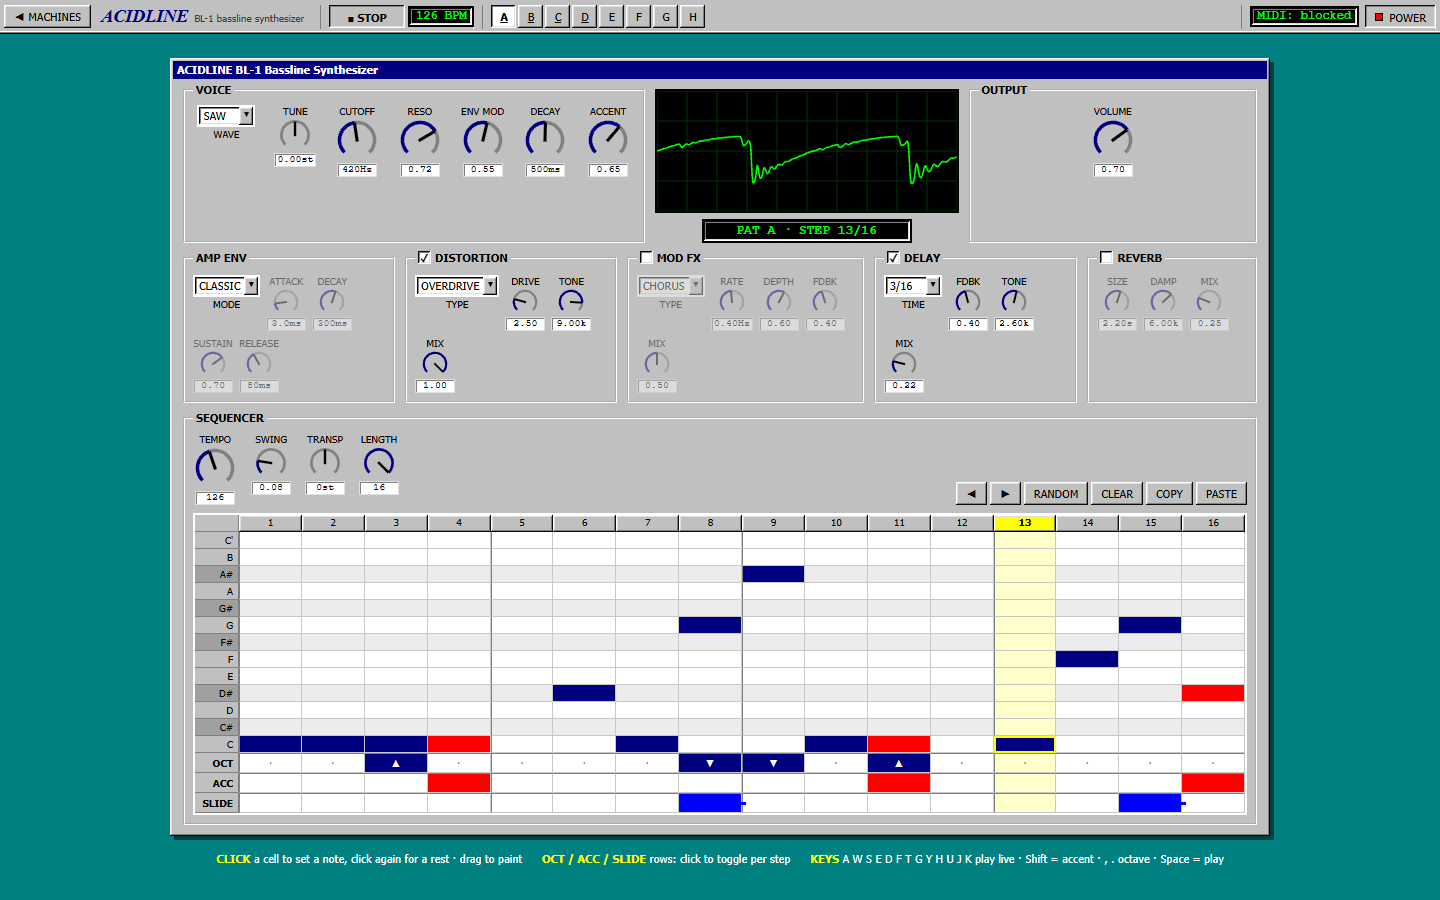 ◄ MACHINES ACIDLINE BL-1 bassline synthesizer ■ STOP 126 BPM A B C D E F G H MIDI: blocked POWER
ACIDLINE BL-1 Bassline Synthesizer
VOICE
SAW
WAVE
TUNE CUTOFF RESO ENV MOD DECAY ACCENT
0.00st 420Hz 0.72 0.55 500ms 0.65
PAT A · STEP 13/16
OUTPUT
VOLUME
0.70
AMP ENV
CLASSIC
MODE
ATTACK DECAY
3.0ms 300ms
SUSTAIN RELEASE
0.70 80ms
DISTORTION
OVERDRIVE
TYPE
DRIVE TONE
2.50 9.00k
MIX
1.00
MOD FX
CHORUS
TYPE
RATE DEPTH FDBK
0.40Hz 0.60 0.40
MIX
0.50
DELAY
3/16
TIME
FDBK TONE
0.40 2.60k
MIX
0.22
REVERB
SIZE DAMP MIX
2.20s 6.00k 0.25
SEQUENCER
TEMPO SWING TRANSP LENGTH
126 0.08 0st 16
◄ ► RANDOM CLEAR COPY PASTE
1 2 3 4 5 6 7 8 9 10 11 12 13 14 15 16
C'
B
A#
A
G#
G
F#
F
E
D#
D
C#
C
OCT · · ▲ · · · · ▼ ▼ · ▲ · · · · ·
ACC
SLIDE
CLICK a cell to set a note, click again for a rest · drag to paint OCT / ACC / SLIDE rows: click to toggle per step KEYS A W S E D F T G Y H U J K play live · Shift = accent · , . octave · Space = play